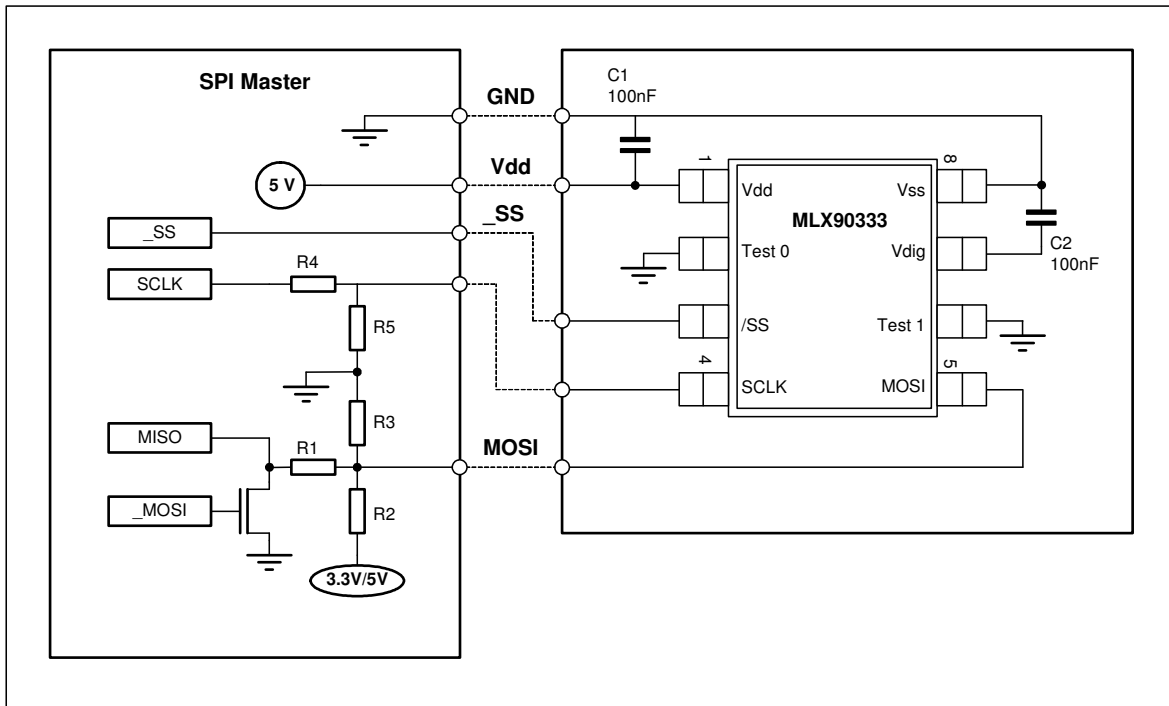 SPI Master
GND
Vdd
_SS
MOSI
5 V
_SS
SCLK
R4
R5
R3
MISO
R1
_MOSI
R2
3.3V/5V
C1
100nF
1
8
Vdd
Vss
MLX90333
Test 0
Vdig
C2
100nF
/SS
Test 1
4
5
SCLK
MOSI